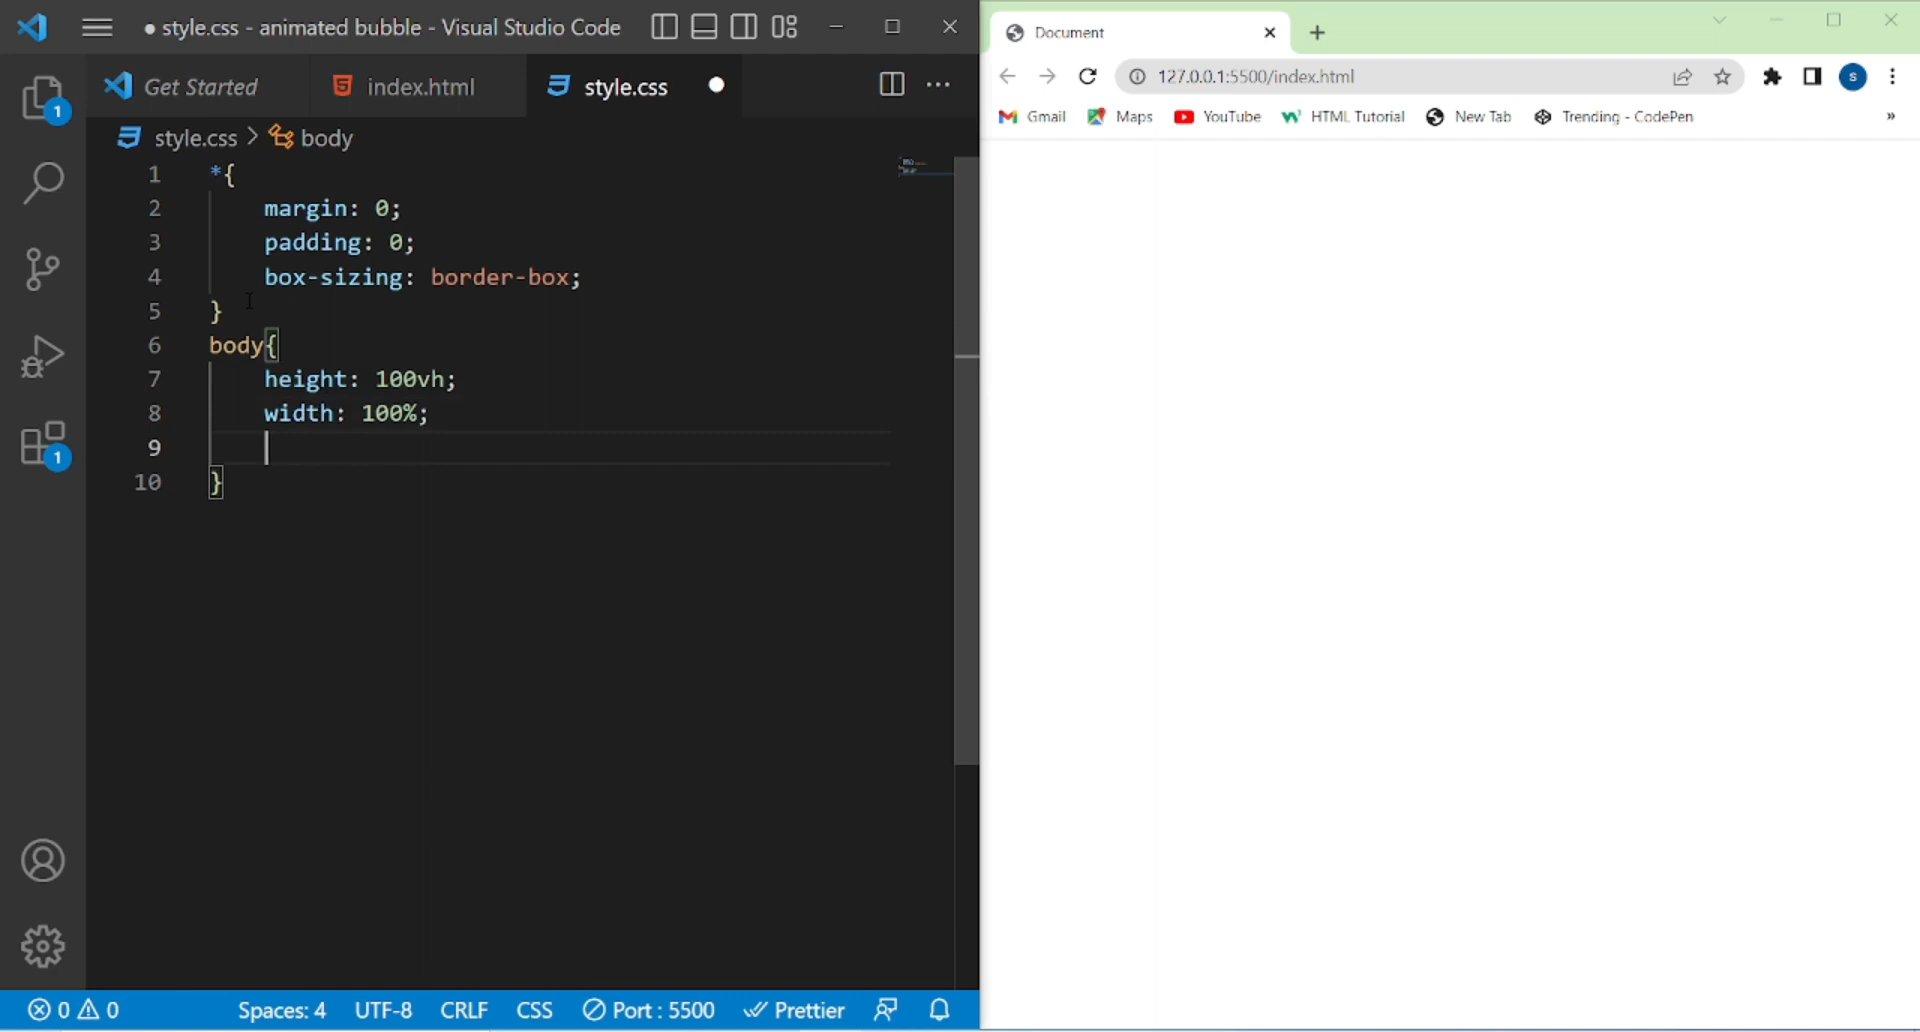 ● style.css - animated bubble - Visual Studio Code
Get Started
index.html
style.css
style.css > body
1 *{
2 margin: 0;
3 padding: 0;
4 box-sizing: border-box;
5 }
6 body{
7 height: 100vh;
8 width: 100%;
9
10 }
1
1
0 0 Spaces: 4 UTF-8 CRLF CSS Port : 5500 Prettier
Document
127.0.0.1:5500/index.html
S
Gmail Maps YouTube HTML Tutorial New Tab Trending - CodePen »